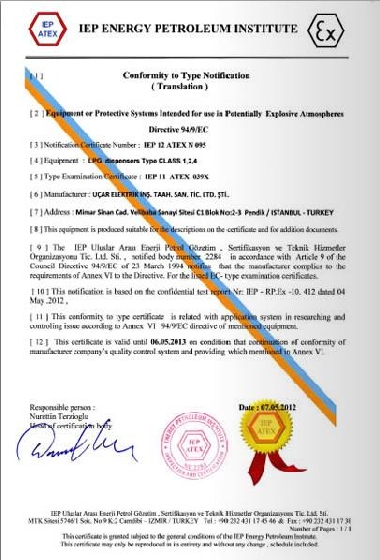 IEP
ATEX
IEP ENERGY PETROLEUM INSTITUTE
Ex
[ 1 ]
Conformity to Type Notification
( Translation )
[ 2 ] Equipment or Protective Systems intended for use in Potentially Explosive Atmospheres
Directive 94/9/EC
[ 3 ] Notification Certificate Number : IEP 12 ATEX N 095
[ 4 ] Equipment : LPG dispensers Type CLASS 1,2,4
[ 5 ] Type Examination Certificate : IEP 11 ATEX 039X
[ 6 ] Manufacturer : UÇAR ELEKTRIK INŞ. TAAH. SAN. TİC. LTD. ŞTİ.
[ 7 ] Address : Mimar Sinan Cad. Yelibaba Sanayi Sitesi C1 Blok No:2-3 Pendik / ISTANBUL - TURKEY
[ 8 ] This equipment is produced suitable for the descriptions on the certificate and for addition documents.
[ 9 ] The IEP Uluslar Arası Enerji Petrol Gözetim , Sertifikasyon ve Teknik Hizmetler
Organizasyonu Tic. Ltd. Sti. , notified body number 2284 is accordance with Article 9 of the
Council Directive 94/9/EC of 23 March 1994 notifies that the manufacturer complies to the
requirements of Annex VI to the Directive. For the listed EC- type examination certificates.
[ 10 ] This notification is based on the confidential test report Nr: IEP - RP.Ex -10. 412 dated 04
May ,2012 ,
[ 11 ] This conformity to type certificate is related with application system in researching and
controling issue according to Annex VI 94/9/EC directive of mentioned equipment.
[ 12 ] This certificate is valid until 06.05.2013 on condition that continuation of conformity of
manufacturer company's quality control system and providing which mentioned in Annex VI.
Responsible person :
Nurettin Terzioglu
Head of certification body
Date : 07.05.2012
IEP
ATEX
IEP
ATEX
IEP Uluslar Arası Enerji Petrol Gözetim , Sertifikasyon ve Teknik Hizmetler Organizasyonu Tic. Ltd. Sti.
MTK Sitesi 5746/1 Sok. No 9 K:2 Camdibi - IZMIR / TURKEY Tel : +90 232 431 17 45 46 & Fax : +90 232 431 17 38
Number of Pages : 1 / 1
This certificate is granted subject to the general conditions of the IEP Energy Petroleum Institute.
This certificate may only be reproduced in its entirety and without any change , schedule included.